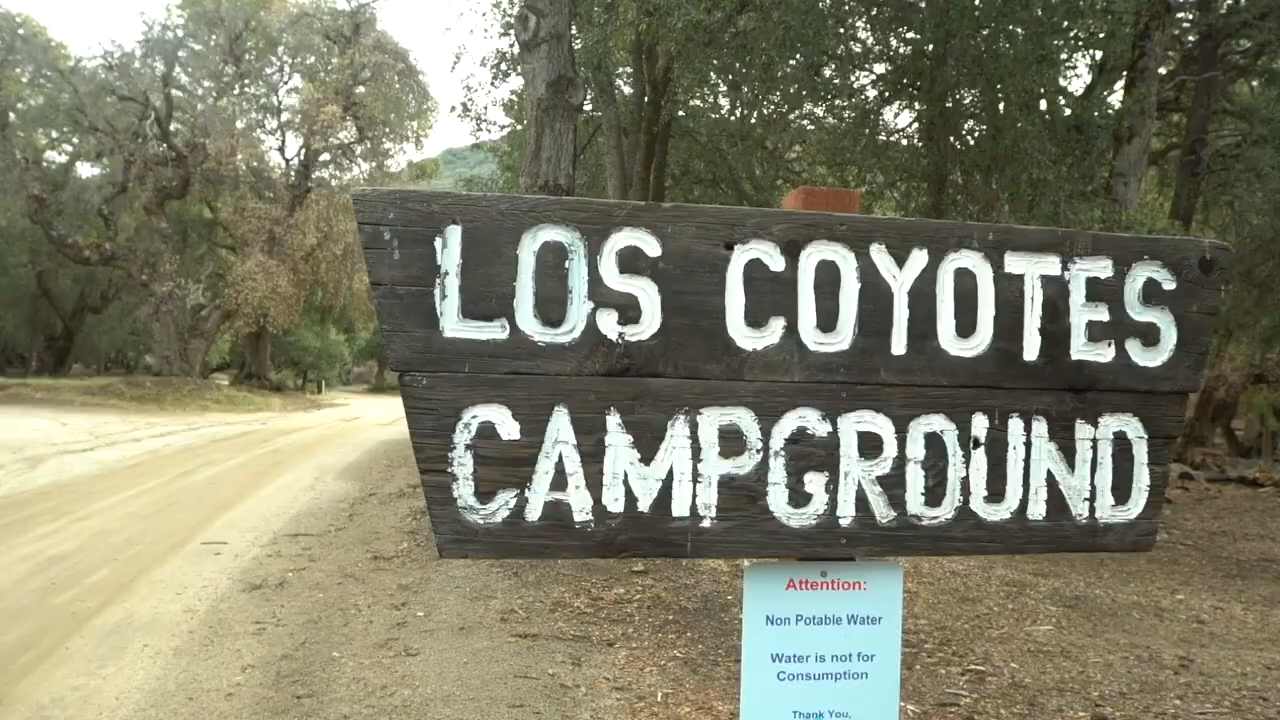 LOS COYOTES
CAMPGROUND
Attention:
Non Potable Water
Water is not for
Consumption
Thank You,